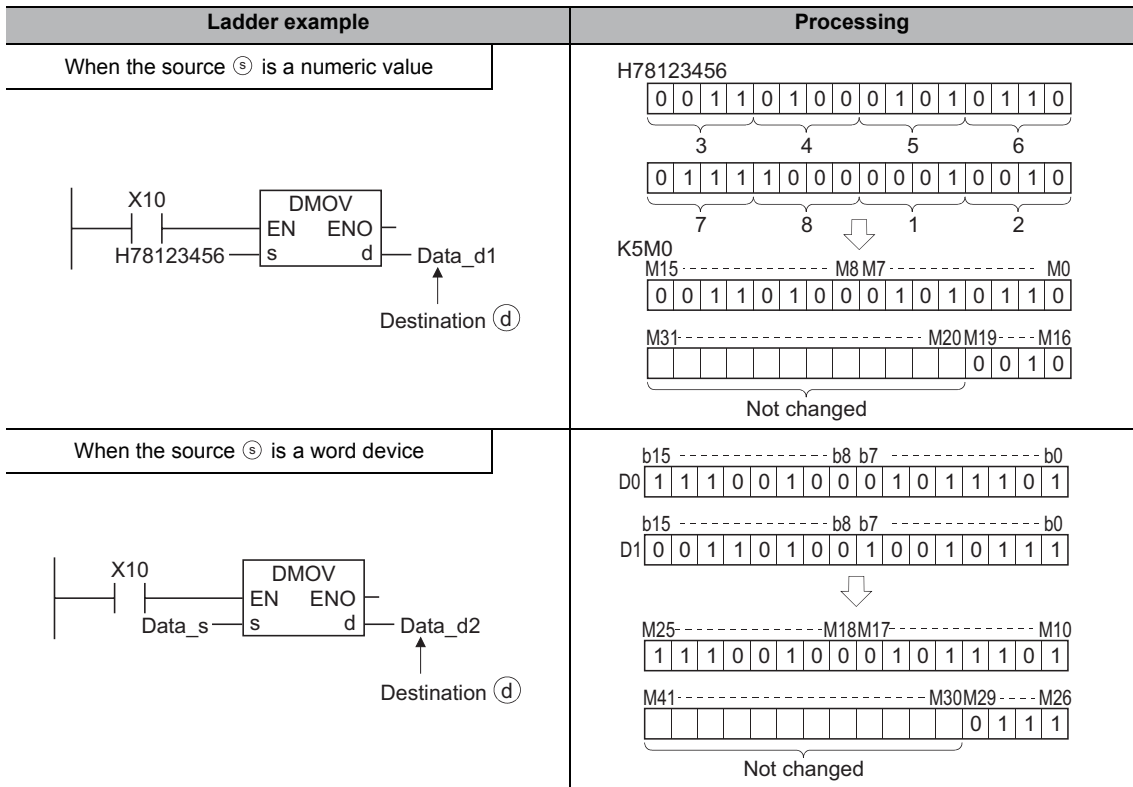 Ladder example
Processing
When the source ⓢ is a numeric value
X10
DMOV
EN ENO
H78123456 s d Data_d1
Destination ⓓ
H78123456
0 0 1 1 0 1 0 0 0 1 0 1 0 1 1 0
3 4 5 6
0 1 1 1 1 0 0 0 0 0 0 1 0 0 1 0
7 8 1 2
K5M0
M15 M8 M7 M0
0 0 1 1 0 1 0 0 0 1 0 1 0 1 1 0
M31 M20 M19 M16
0 0 1 0
Not changed
When the source ⓢ is a word device
X10
DMOV
EN ENO
Data_s s d Data_d2
Destination ⓓ
b15 b8 b7 b0
D0 1 1 1 0 0 1 0 0 0 1 0 1 1 1 0 1
b15 b8 b7 b0
D1 0 0 1 1 0 1 0 0 1 0 0 1 0 1 1 1
M25 M18M17 M10
1 1 1 0 0 1 0 0 0 1 0 1 1 1 0 1
M41 M30M29 M26
0 1 1 1
Not changed